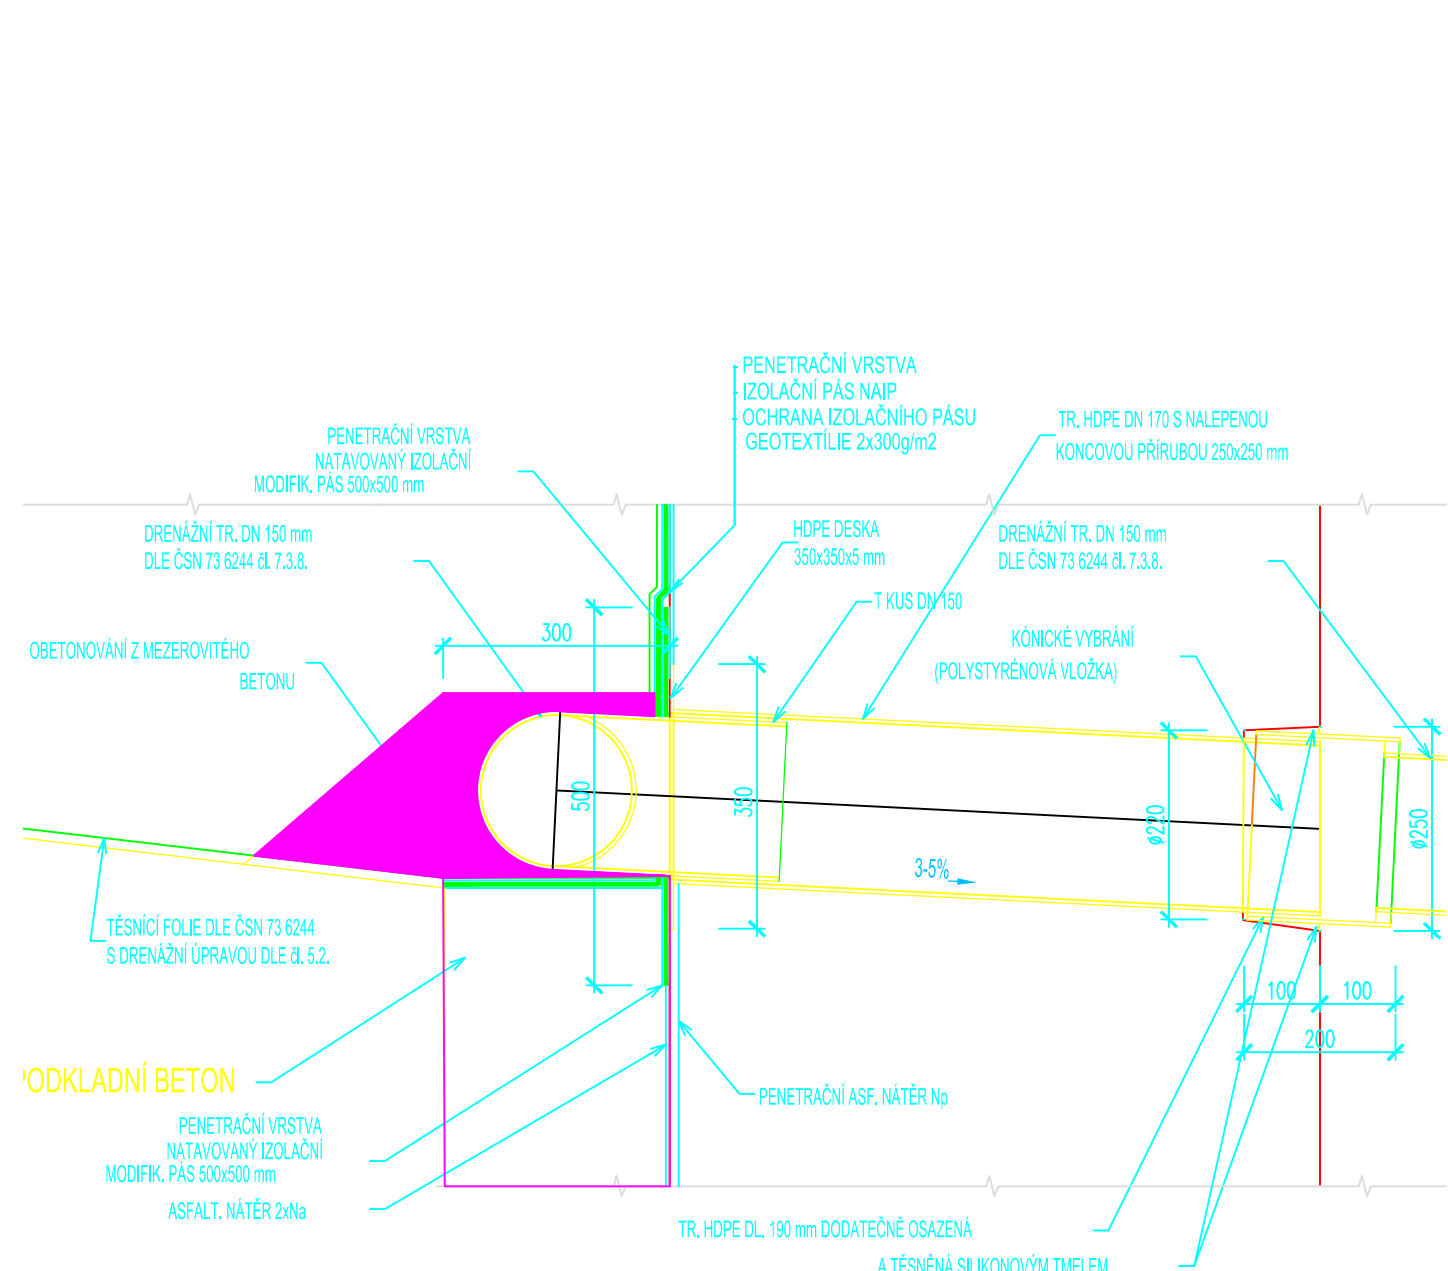 PENETRAČNÍ VRSTVA
IZOLAČNÍ PÁS NAIP
OCHRANA IZOLAČNÍHO PÁSU
GEOTEXTÍLIE 2x300g/m2
TR. HDPE DN 170 S NALEPENOU
KONCOVOU PŘÍRUBOU 250x250 mm
PENETRAČNÍ VRSTVA
NATAVOVANÝ IZOLAČNÍ
MODIFIK. PÁS 500x500 mm
DRENÁŽNÍ TR. DN 150 mm
DLE ČSN 73 6244 čl. 7.3.8.
HDPE DESKA
350x350x5 mm
DRENÁŽNÍ TR. DN 150 mm
DLE ČSN 73 6244 čl. 7.3.8.
T KUS DN 150
300
OBETONOVÁNÍ Z MEZEROVITÉHO
BETONU
KÓNICKÉ VYBRÁNÍ
(POLYSTYRÉNOVÁ VLOŽKA)
500
350
ø220
ø250
3-5%
TĚSNÍCÍ FOLIE DLE ČSN 73 6244
S DRENÁŽNÍ ÚPRAVOU DLE čl. 5.2.
100
100
200
PODKLADNÍ BETON
PENETRAČNÍ ASF. NÁTĚR Np
PENETRAČNÍ VRSTVA
NATAVOVANÝ IZOLAČNÍ
MODIFIK. PÁS 500x500 mm
ASFALT. NÁTĚR 2xNa
TR. HDPE DL. 190 mm DODATEČNĚ OSAZENÁ
A TĚSNĚNÁ SILIKONOVÝM TMELEM